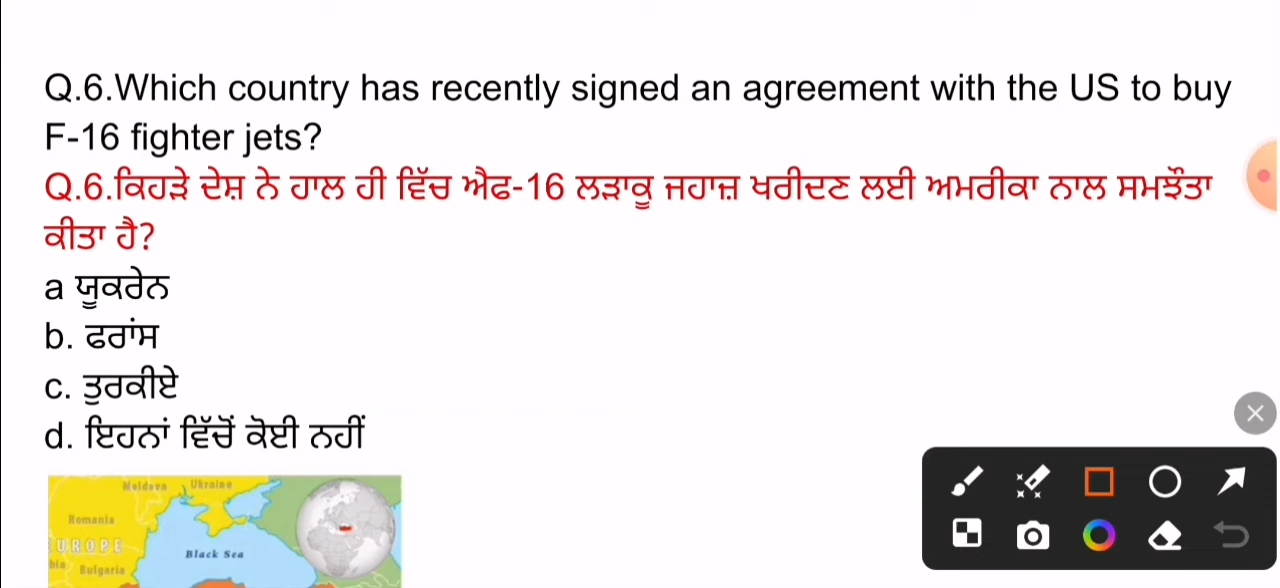 Q.6.Which country has recently signed an agreement with the US to buy
F-16 fighter jets?
Q.6.ਕਿਹੜੇ ਦੇਸ਼ ਨੇ ਹਾਲ ਹੀ ਵਿੱਚ ਐਫ-16 ਲੜਾਕੂ ਜਹਾਜ਼ ਖਰੀਦਣ ਲਈ ਅਮਰੀਕਾ ਨਾਲ ਸਮਝੌਤਾ
ਕੀਤਾ ਹੈ?
a ਯੂਕਰੇਨ
b. ਫਰਾਂਸ
c. ਤੁਰਕੀਏ
d. ਇਹਨਾਂ ਵਿੱਚੋਂ ਕੋਈ ਨਹੀਂ
Moldova Ukraine
Romania
EUROPE
Black Sea
Bulgaria